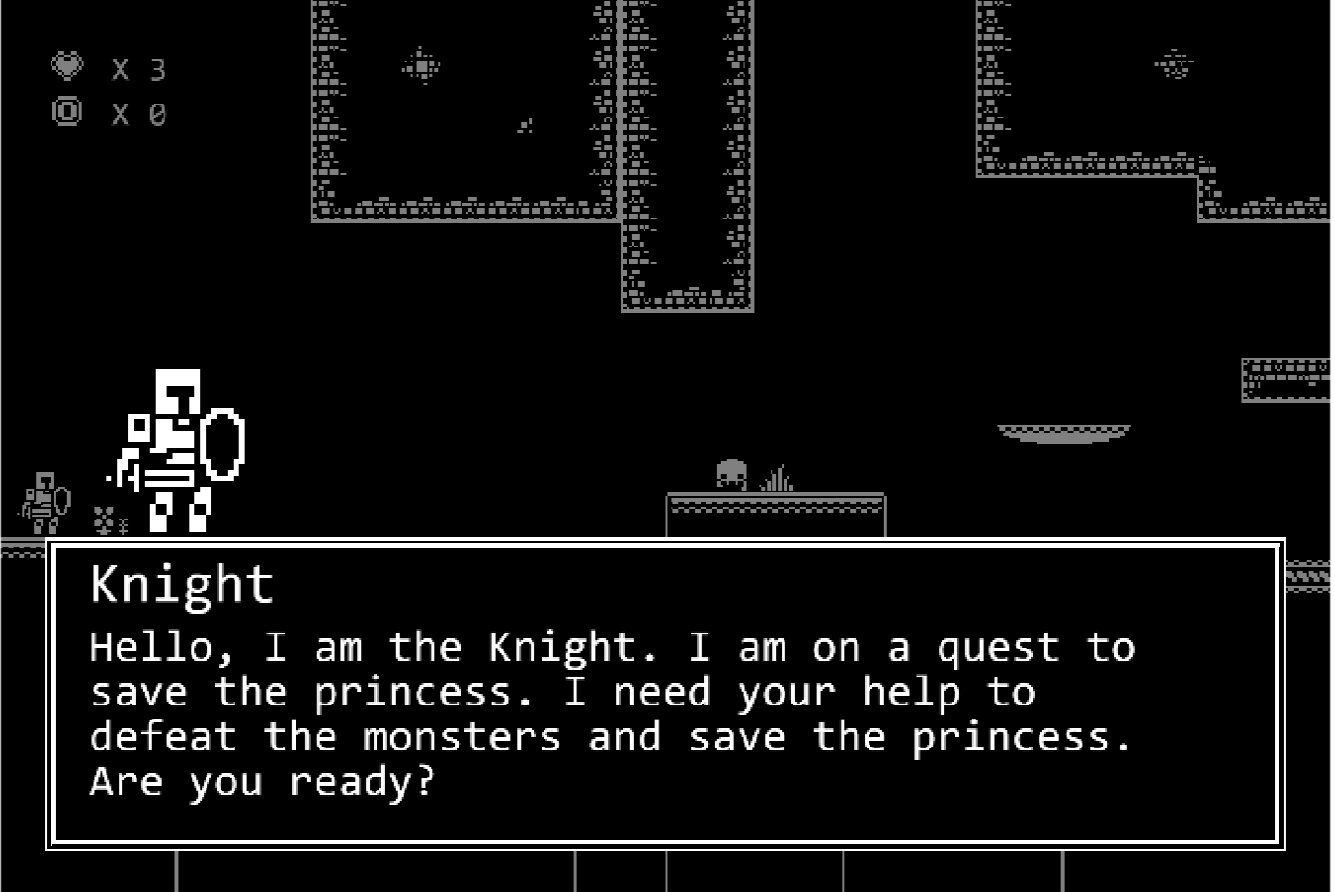 X 3
X 0
Knight
Hello, I am the Knight. I am on a quest to
save the princess. I need your help to
defeat the monsters and save the princess.
Are you ready?